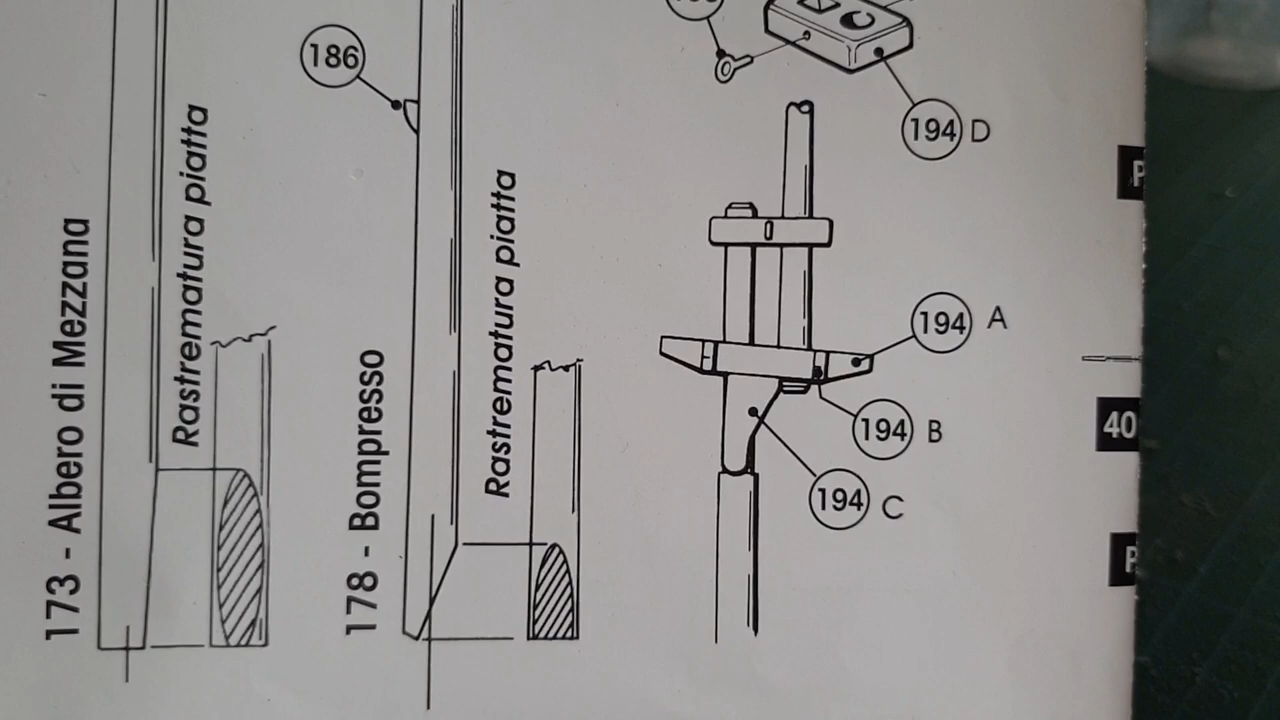 173 - Albero di Mezzana
Rastrematura piatta
186
178 - Bompresso
Rastrematura piatta
194 D
194 A
194 B
194 C
40